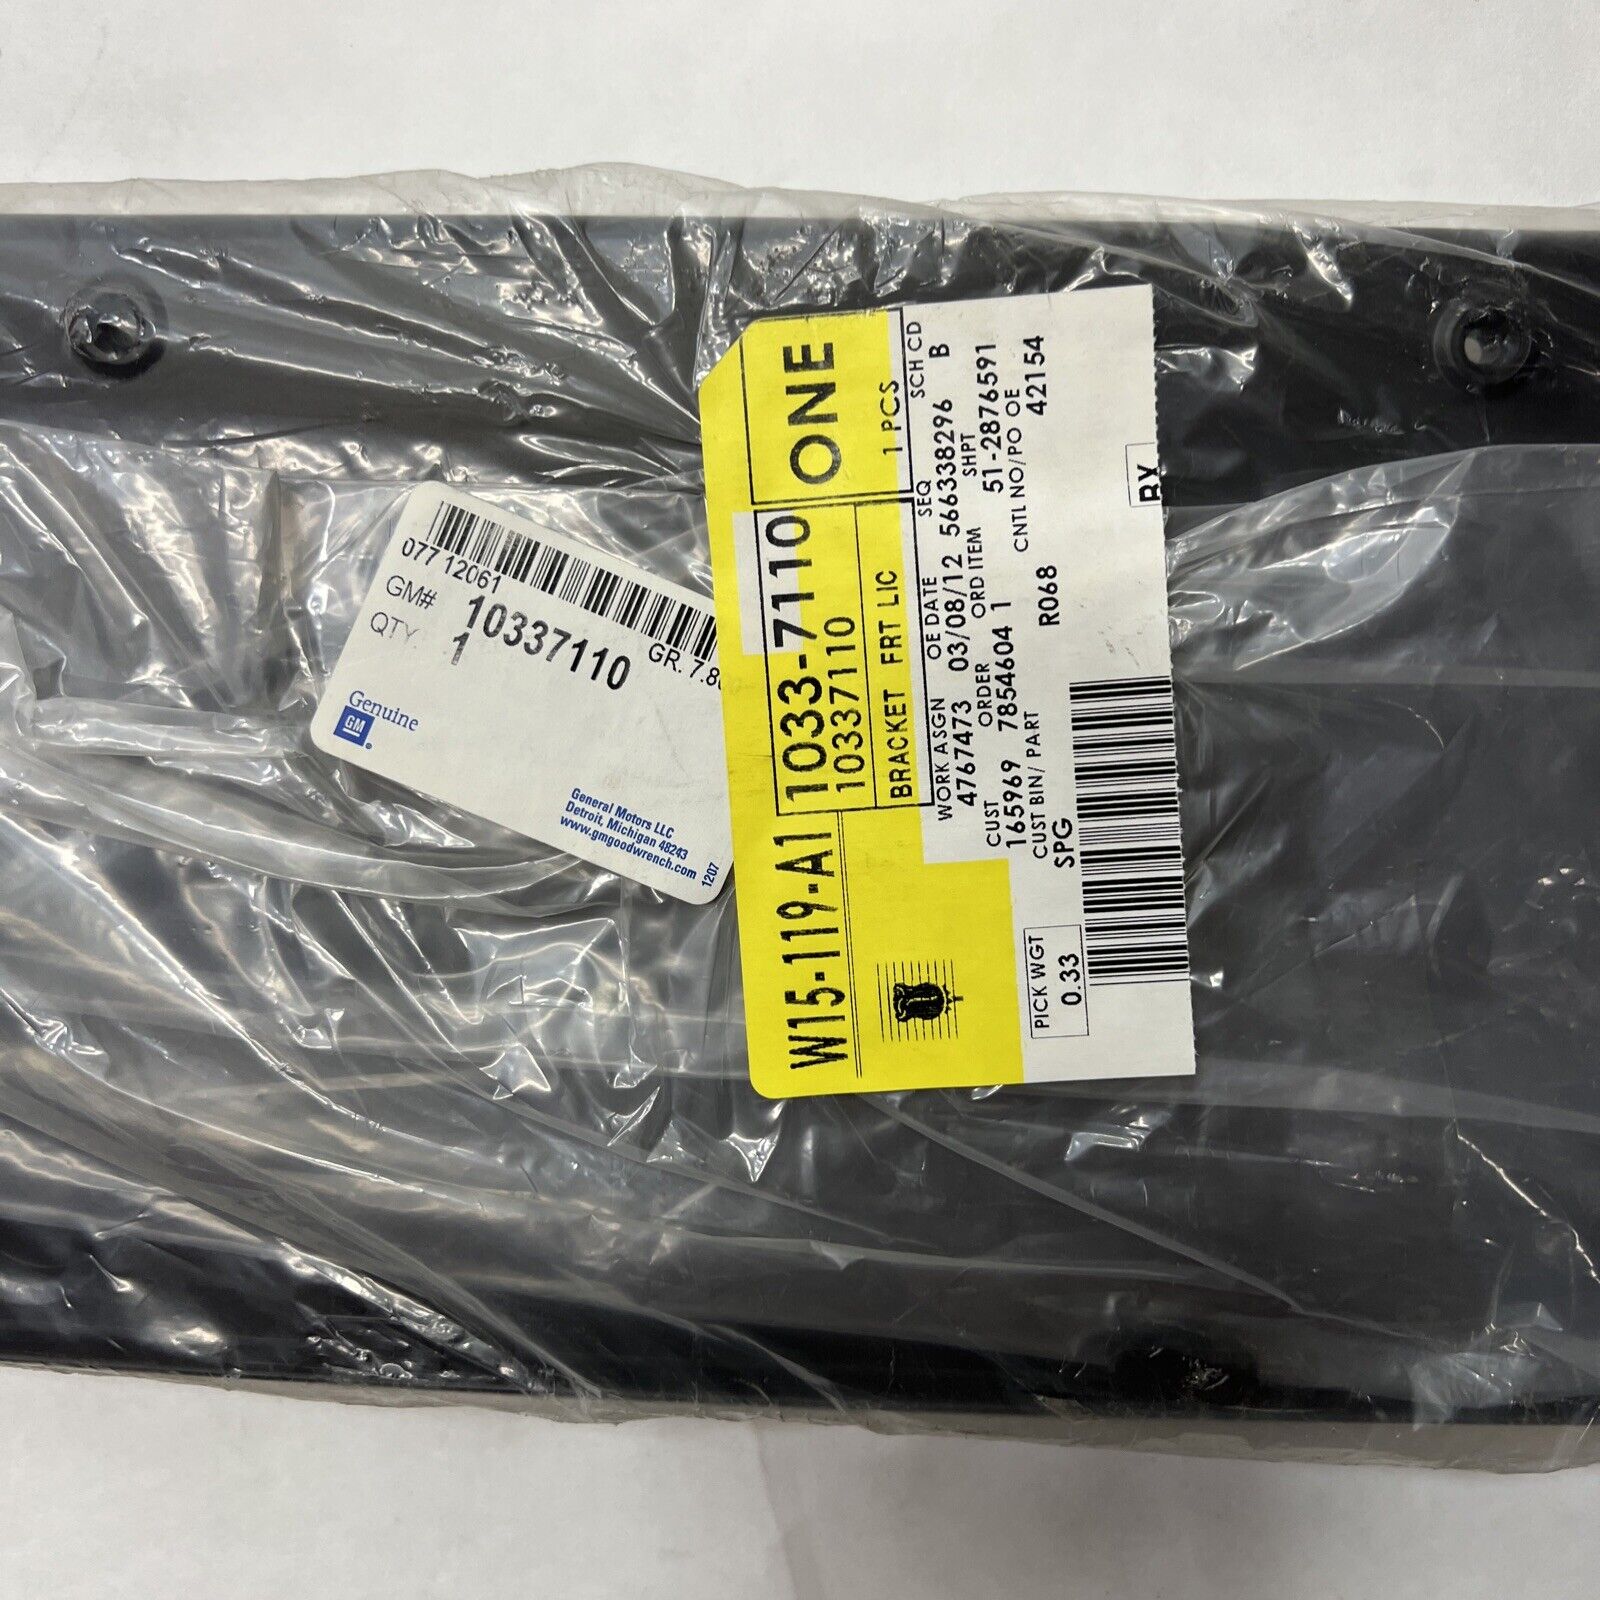 07712061
GM# 10337110
QTY. 1
GR. 7.8
Genuine
GM
General Motors LLC
Detroit, Michigan 48243
www.gmgoodwrench.com
1207
W15-119-A1
1033-7110
ONE
10337110
BRACKET FRT LIC
1 PCS
WORK ASGN OE DATE SEQ SCH CD
47677473 03/08/12 566338296 B
CUST ORDER ORD ITEM SHPT
165969 7854604 1 51-2876591
CUST BIN/ PART CNTL NO/PO OE
SPG R068 42154
PICK WGT
0.33
BX